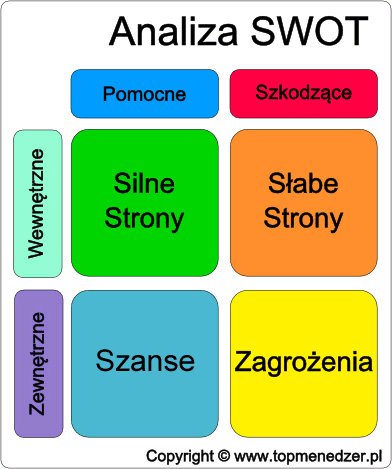 Analiza SWOT
Pomocne
Szkodzące
Wewnętrzne
Silne
Strony
Słabe
Strony
Zewnętrzne
Szanse
Zagrożenia
Copyright © www.topmenedzer.pl